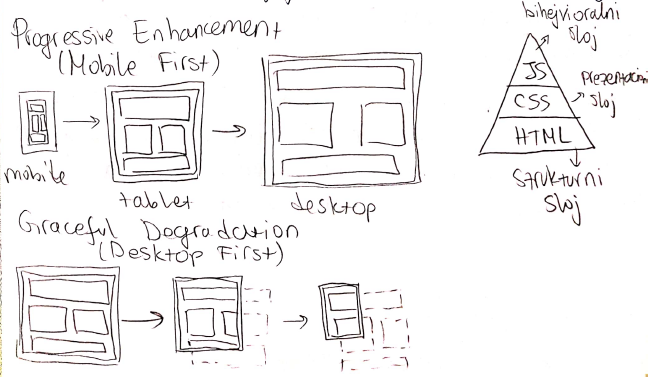 Progressive Enhancement
(Mobile First)
mobile
tablet
desktop
bihejvioralni
sloj
JS
CSS
prezentacioni
sloj
HTML
strukturni
sloj
Graceful Degradation
(Desktop First)